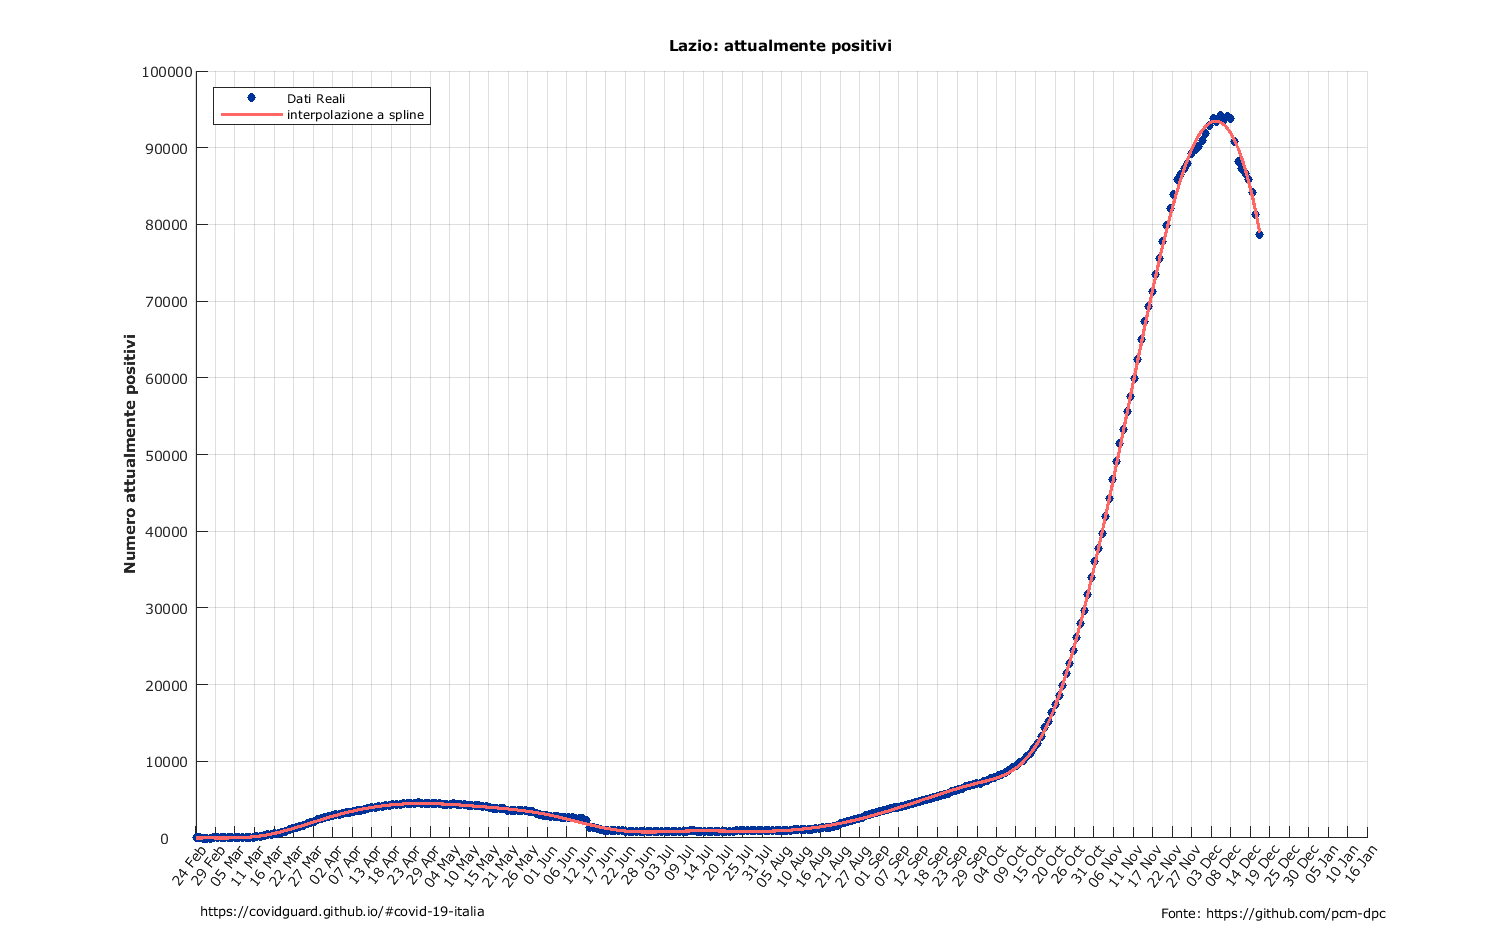 Lazio: attualmente positivi
100000
90000
80000
70000
60000
50000
40000
30000
20000
10000
0
Numero attualmente positivi
Dati Reali
interpolazione a spline
24 Feb
29 Feb
05 Mar
11 Mar
16 Mar
22 Mar
27 Mar
02 Apr
07 Apr
13 Apr
18 Apr
23 Apr
29 Apr
04 May
10 May
15 May
21 May
26 May
01 Jun
06 Jun
12 Jun
17 Jun
22 Jun
28 Jun
03 Jul
09 Jul
14 Jul
20 Jul
25 Jul
31 Jul
05 Aug
10 Aug
16 Aug
21 Aug
27 Aug
01 Sep
07 Sep
12 Sep
18 Sep
23 Sep
29 Sep
04 Oct
09 Oct
15 Oct
20 Oct
26 Oct
31 Oct
06 Nov
11 Nov
17 Nov
22 Nov
27 Nov
03 Dec
08 Dec
14 Dec
19 Dec
25 Dec
30 Dec
05 Jan
10 Jan
16 Jan
https://covidguard.github.io/#covid-19-italia
Fonte: https://github.com/pcm-dpc